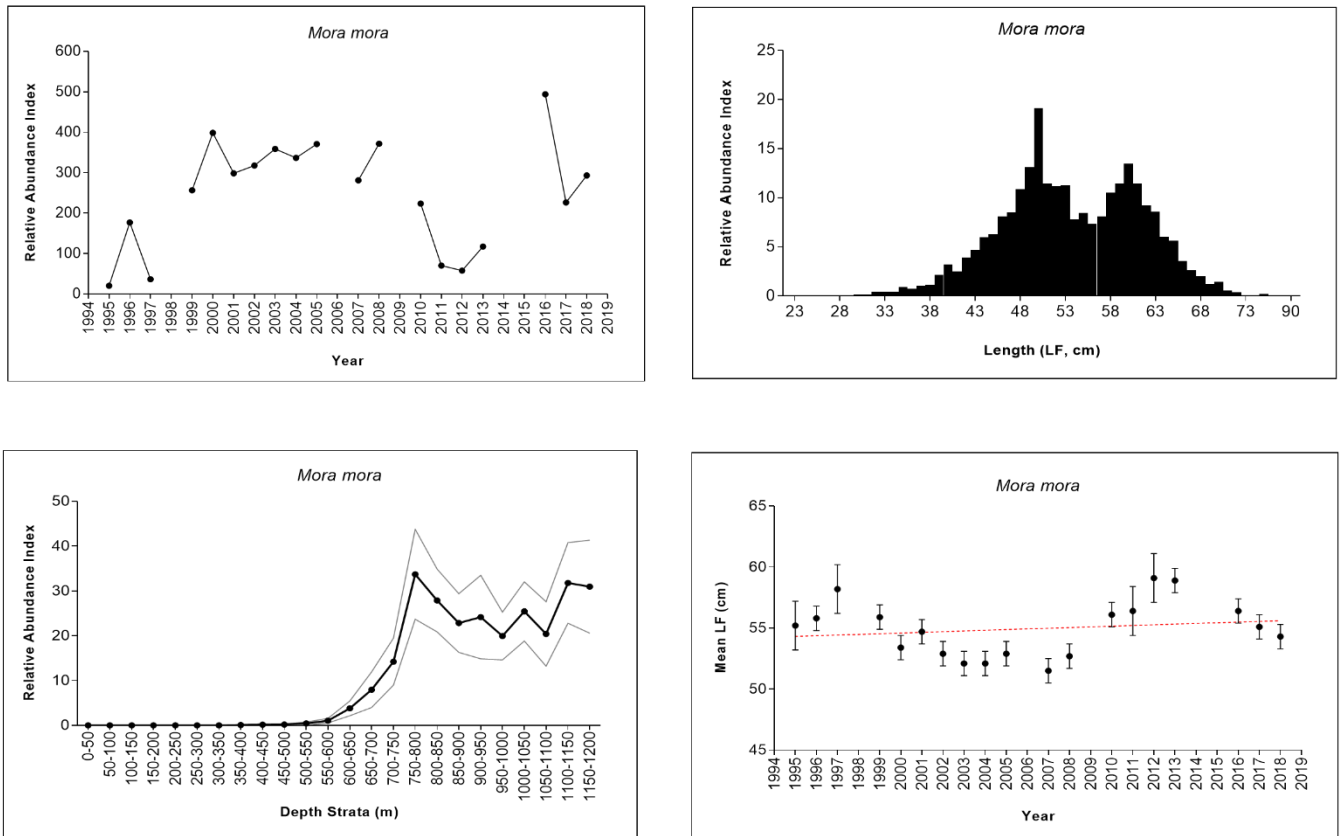 Mora mora
600
500
400
300
200
100
0
Relative Abundance Index
1994 1995 1996 1997 1998 1999 2000 2001 2002 2003 2004 2005 2006 2007 2008 2009 2010 2011 2012 2013 2014 2015 2016 2017 2018 2019
Year
Mora mora
25
20
15
10
5
0
Relative Abundance Index
23 28 33 38 43 48 53 58 63 68 73 90
Length (LF, cm)
Mora mora
50
40
30
20
10
0
Relative Abundance Index
0-50 50-100 100-150 150-200 200-250 250-300 300-350 350-400 400-450 450-500 500-550 550-600 600-650 650-700 700-750 750-800 800-850 850-900 900-950 950-1000 1000-1050 1050-1100 1100-1150 1150-1200
Depth Strata (m)
Mora mora
65
60
55
50
45
Mean LF (cm)
1994 1995 1996 1997 1998 1999 2000 2001 2002 2003 2004 2005 2006 2007 2008 2009 2010 2011 2012 2013 2014 2015 2016 2017 2018 2019
Year